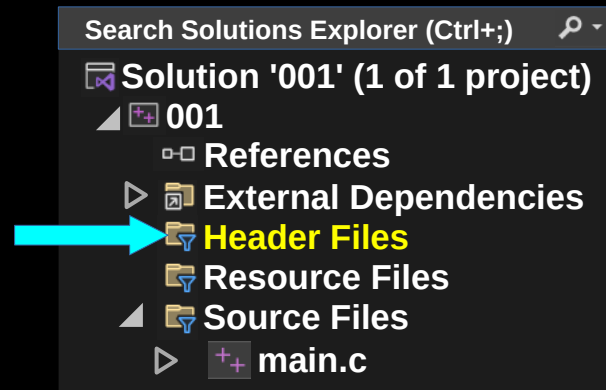 Search Solutions Explorer (Ctrl+;)
Solution '001' (1 of 1 project)
001
References
External Dependencies
Header Files
Resource Files
Source Files
main.c